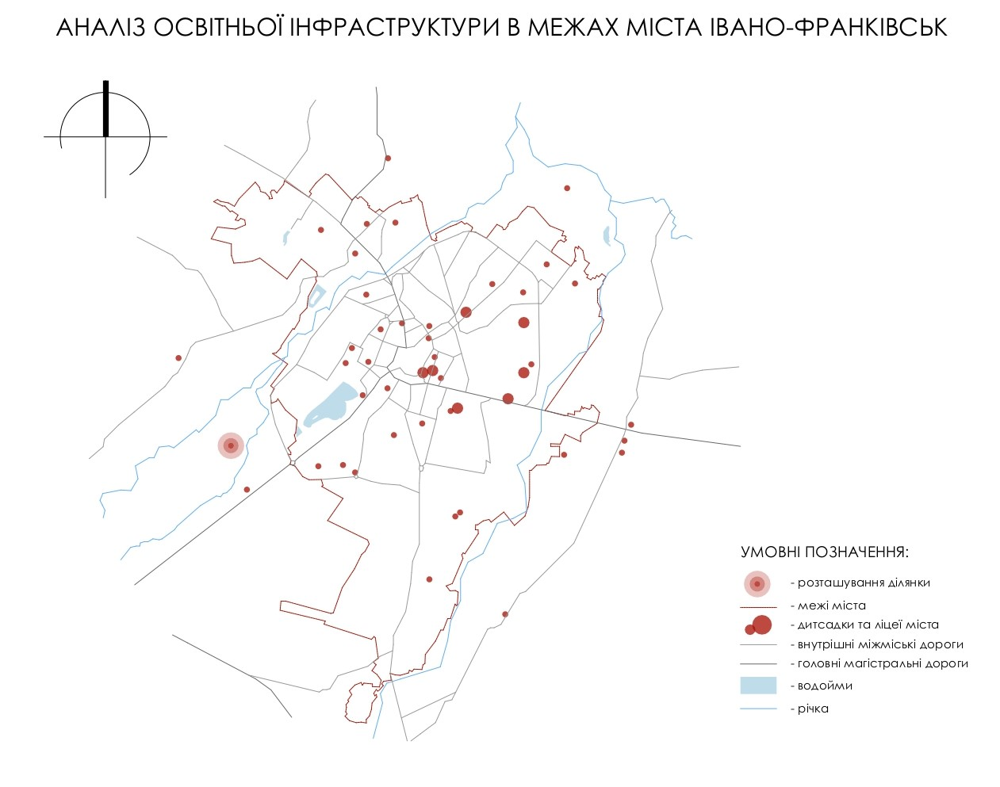 АНАЛІЗ ОСВІТНЬОЇ ІНФРАСТРУКТУРИ В МЕЖАХ МІСТА ІВАНО-ФРАНКІВСЬК
УМОВНІ ПОЗНАЧЕННЯ:
- розташування ділянки
- межі міста
- дитсадки та ліцеї міста
- внутрішні міжміські дороги
- головні магістральні дороги
- водойми
- річка